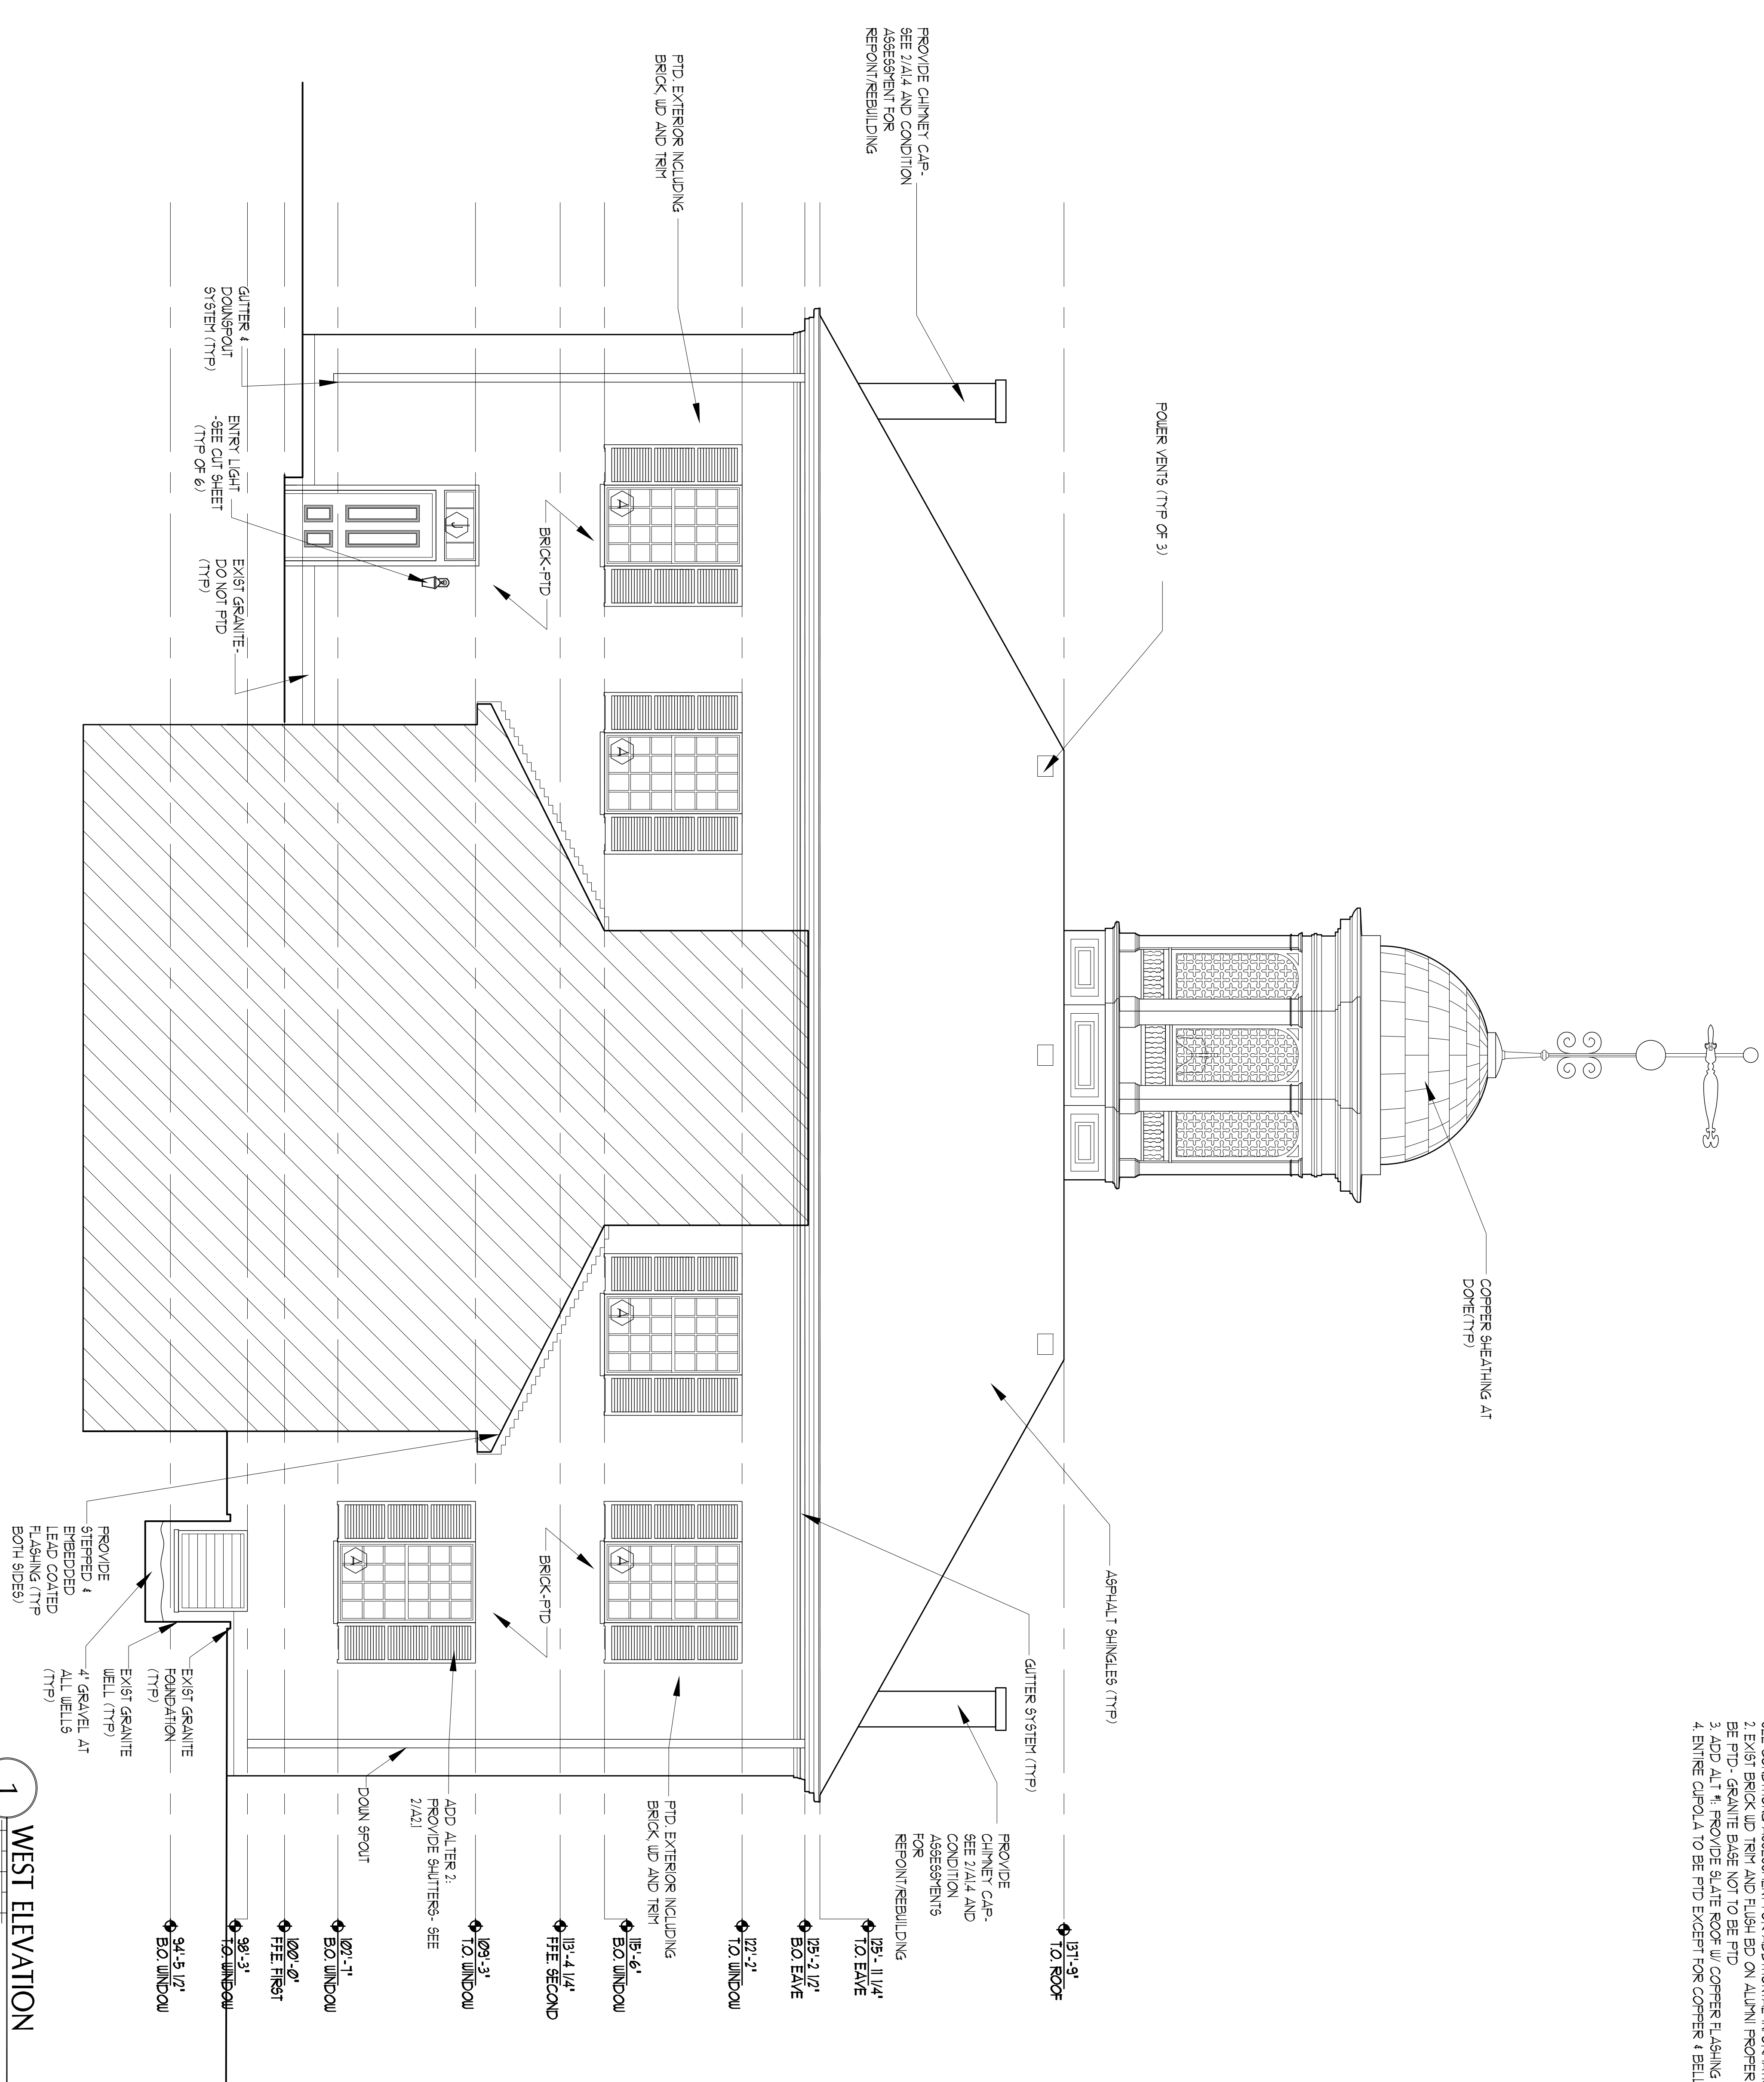 SEE CONDITIONS ASSESSMENT FOR ADDITIONAL
2. EXIST BRICK WD TRIM AND FLUSH BD ON ALUMNI PROPER
BE PTD- GRANITE BASE NOT TO BE PTD
3. ADD ALT #1: PROVIDE SLATE ROOF W/ COPPER FLASHING
4. ENTIRE CUPOLA TO BE PTD EXCEPT FOR COPPER & BELL
COPPER SHEATHING AT
DOME(TYP)
POWER VENTS (TYP OF 3)
ASPHALT SHINGLES (TYP)
GUTTER SYSTEM (TYP)
PROVIDE CHIMNEY CAP-
SEE 2/A1.4 AND CONDITION
ASSESSMENT FOR
REPOINT/REBUILDING
PROVIDE
CHIMNEY CAP-
SEE 2/A1.4 AND
CONDITION
ASSESSMENTS
FOR
REPOINT/REBUILDING
137'-9"
T.O. ROOF
125'- 11 1/4"
T.O. EAVE
125'-2 1/2"
B.O. EAVE
122'-2"
T.O. WINDOW
115'-6"
B.O. WINDOW
113'-4 1/4"
F.F.E. SECOND
109'-3"
T.O. WINDOW
102'-7"
B.O. WINDOW
100'-0"
F.F.E. FIRST
98'-3"
T.O. WINDOW
94'-5 1/2"
B.O. WINDOW
PTD. EXTERIOR INCLUDING
BRICK, WD AND TRIM
PTD. EXTERIOR INCLUDING
BRICK, WD AND TRIM
A
A
A
A
A
J
BRICK-PTD
BRICK-PTD
ADD ALTER 2:
PROVIDE SHUTTERS- SEE
2/A2.1
DOWN SPOUT
GUTTER &
DOWNSPOUT
SYSTEM (TYP)
ENTRY LIGHT
-SEE CUT SHEET
(TYP OF 6)
EXIST GRANITE-
DO NOT PTD
(TYP)
PROVIDE
STEPPED &
EMBEDDED
LEAD COATED
FLASHING (TYP
BOTH SIDES)
EXIST GRANITE
FOUNDATION
(TYP)
EXIST GRANITE
WELL (TYP)
4" GRAVEL AT
ALL WELLS
(TYP)
1
WEST ELEVATION